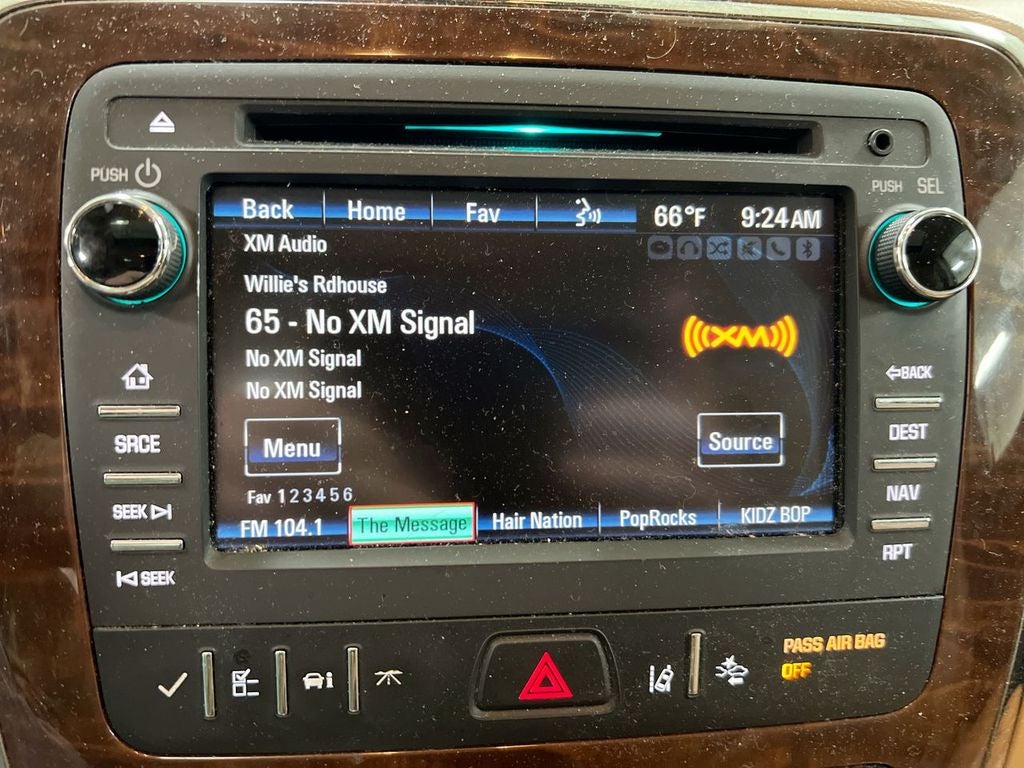 PUSH
PUSH SEL
Back Home Fav 66°F 9:24AM
XM Audio
Willie's Rdhouse
65 - No XM Signal
((XM))
No XM Signal
No XM Signal
Menu
Source
Fav 1 2 3 4 5 6
FM 104.1 The Message Hair Nation PopRocks KIDZ BOP
SRCE
SEEK
SEEK
BACK
DEST
NAV
RPT
i
PASS AIR BAG
OFF